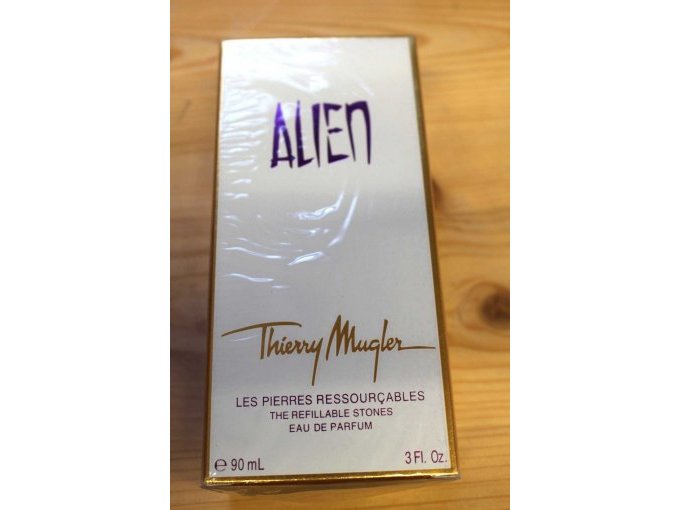 ALIEN
Thierry Mugler
LES PIERRES RESSOURÇABLES
THE REFILLABLE STONES
EAU DE PARFUM
℮ 90 mL 3 Fl. Oz.